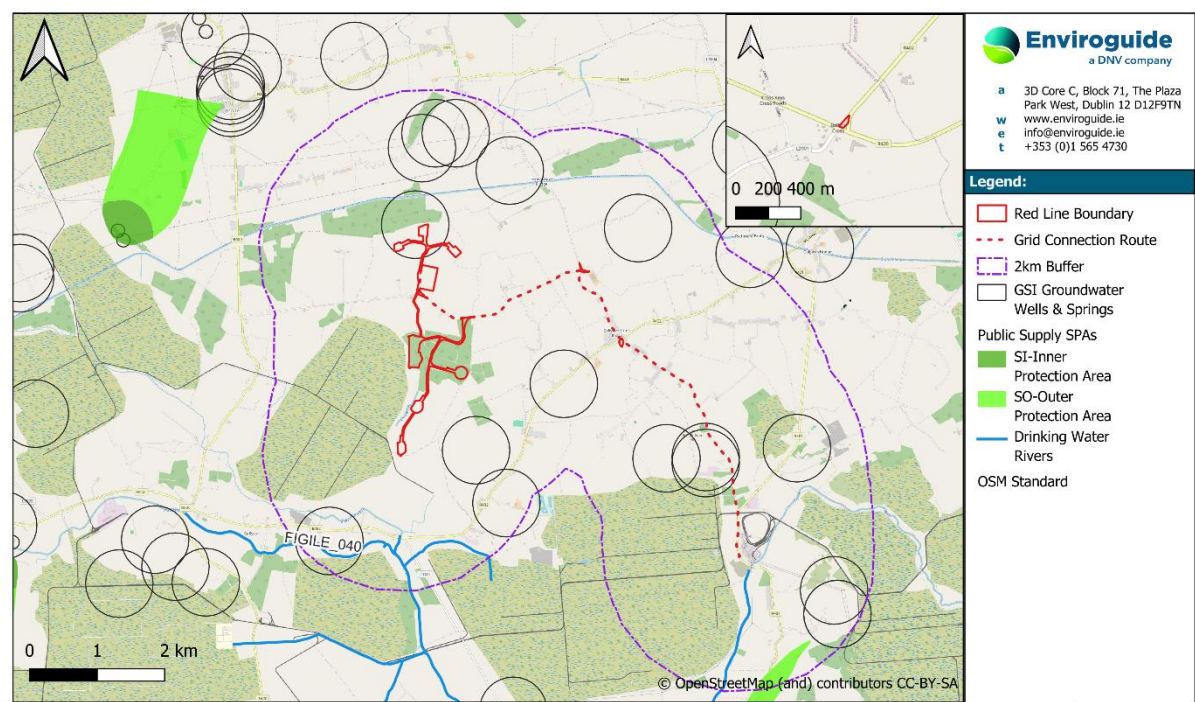 Enviroguide
a DNV company
a 3D Core C, Block 71, The Plaza
Park West, Dublin 12 D12F9TN
w www.enviroguide.ie
e info@enviroguide.ie
t +353 (0)1 565 4730
Legend:
Red Line Boundary
Grid Connection Route
2km Buffer
GSI Groundwater
Wells & Springs
Public Supply SPAs
SI-Inner
Protection Area
SO-Outer
Protection Area
Drinking Water
Rivers
OSM Standard
0 200 400 m
FIGILE_040
0 1 2 km
© OpenStreetMap (and) contributors CC-BY-SA